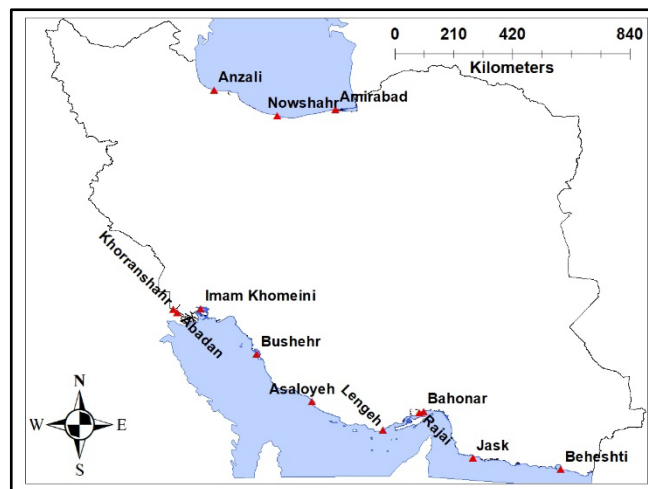 0 210 420 840
Kilometers
Anzali
Nowshahr
Amirabad
Khorranshahr
Abadan
Imam Khomeini
Bushehr
Asaloyeh
Lengeh
Bahonar
Rajai
Jask
Beheshti
N
W E
S